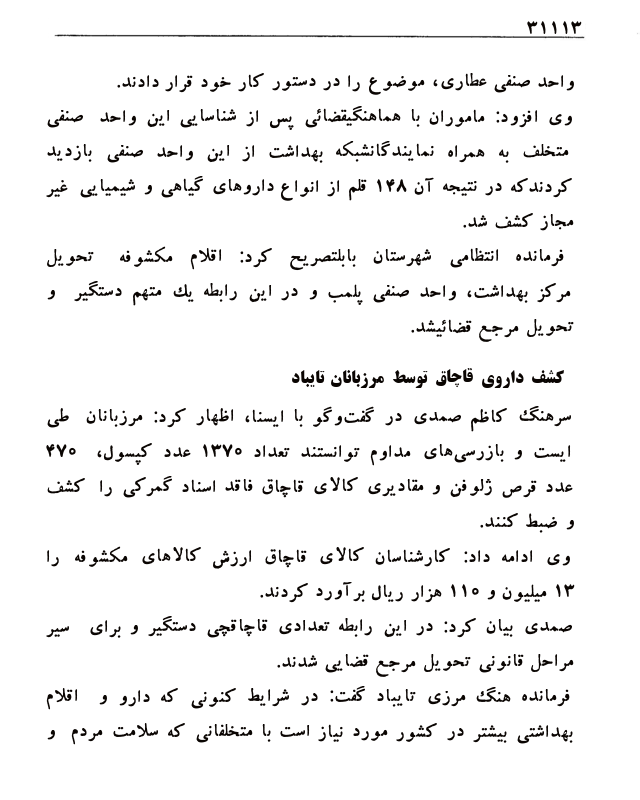 ۳۱۱۱۳
واحد صنفی عطاری، موضوع را در دستور کار خود قرار دادند.
وی افزود: ماموران با هماهنگیقضائی پس از شناسایی این واحد صنفی
متخلف به همراه نمایندگانشبکه بهداشت از این واحد صنفی بازدید
کردندکه در نتیجه آن ۱۴۸ قلم از انواع داروهای گیاهی و شیمیایی غیر
مجاز کشف شد.
فرمانده انتظامی شهرستان بابلتصریح کرد: اقلام مکشوفه تحویل
مرکز بهداشت، واحد صنفی پلمب و در این رابطه یك متهم دستگیر و
تحویل مرجع قضائیشد.
کشف داروی قاچاق توسط مرزبانان تایباد
سرهنگ کاظم صمدی در گفت‌وگو با ایسنا، اظهار کرد: مرزبانان طی
ایست و بازرسی‌های مداوم توانستند تعداد ۱۳۷۰ عدد کپسول، ۴۷۰
عدد قرص ژلوفن و مقادیری کالای قاچاق فاقد اسناد گمرکی را کشف
و ضبط کنند.
وی ادامه داد: کارشناسان کالای قاچاق ارزش کالاهای مکشوفه را
۱۳ میلیون و ۱۱۰ هزار ریال برآورد کردند.
صمدی بیان کرد: در این رابطه تعدادی قاچاقچی دستگیر و برای سیر
مراحل قانونی تحویل مرجع قضایی شدند.
فرمانده هنگ مرزی تایباد گفت: در شرایط کنونی که دارو و اقلام
بهداشتی بیشتر در کشور مورد نیاز است با متخلفانی که سلامت مردم و